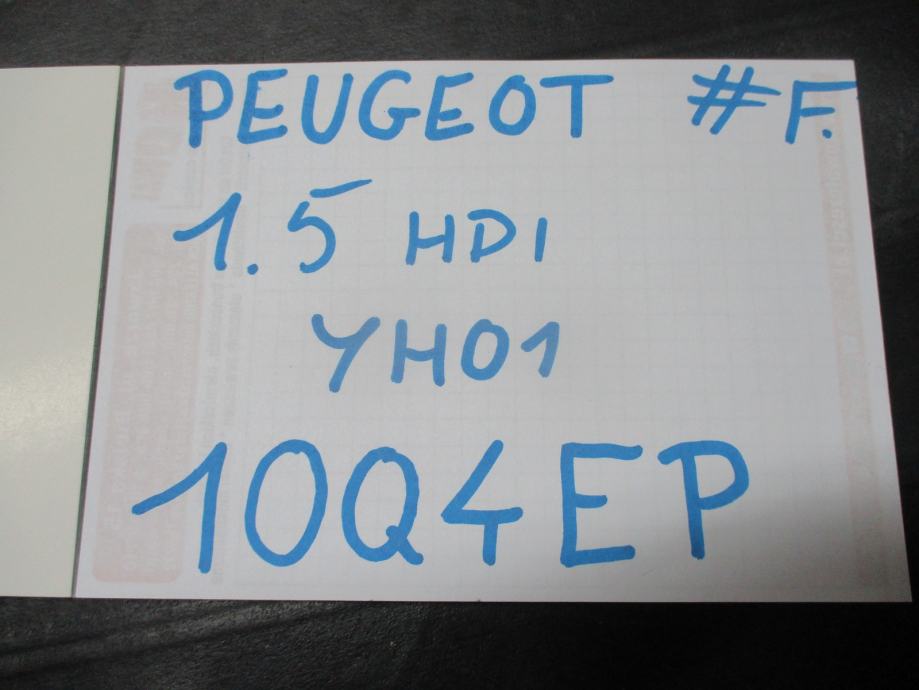 PEUGEOT #F.
1.5 HDI
YH01
10Q4EP